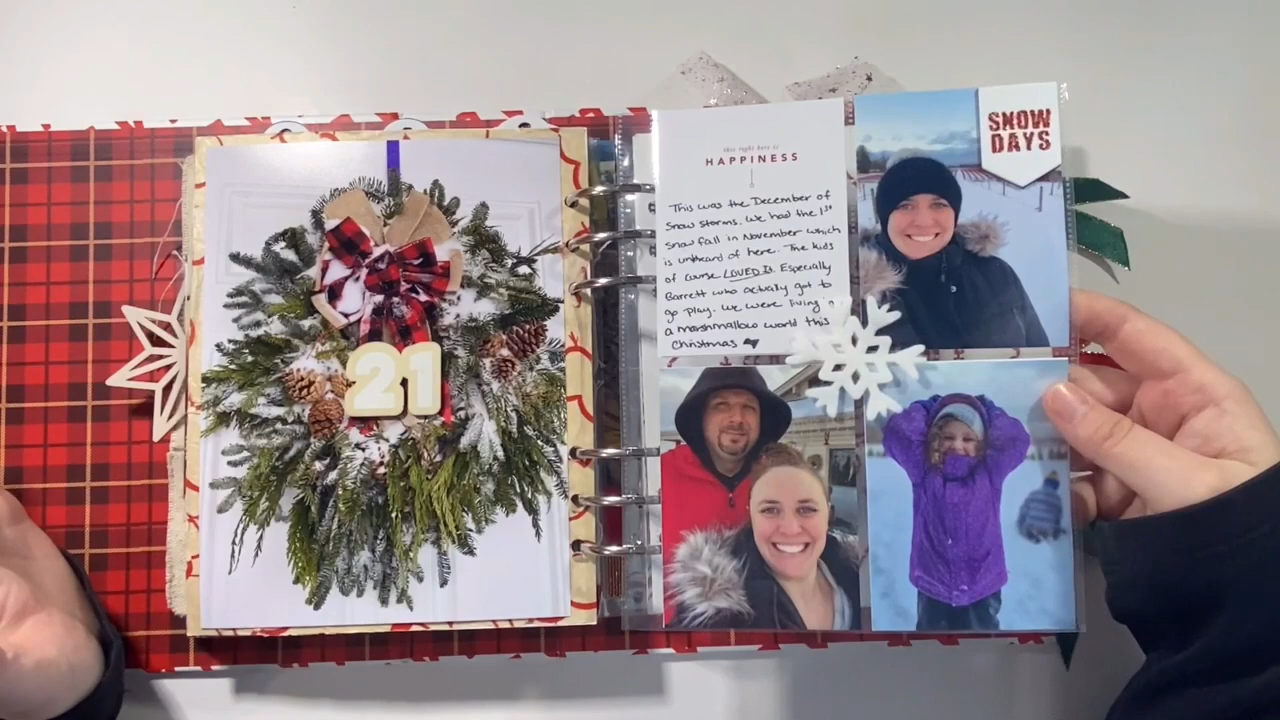 21
this right here is
HAPPINESS
This was the December of
Snow storms. We had the 1st
snow fall in November which
is unheard of here. The kids
of course LOVED It. Especially
Garrett who actually got to
go play. We were living in
a marshmallow world this
Christmas
SNOW
DAYS